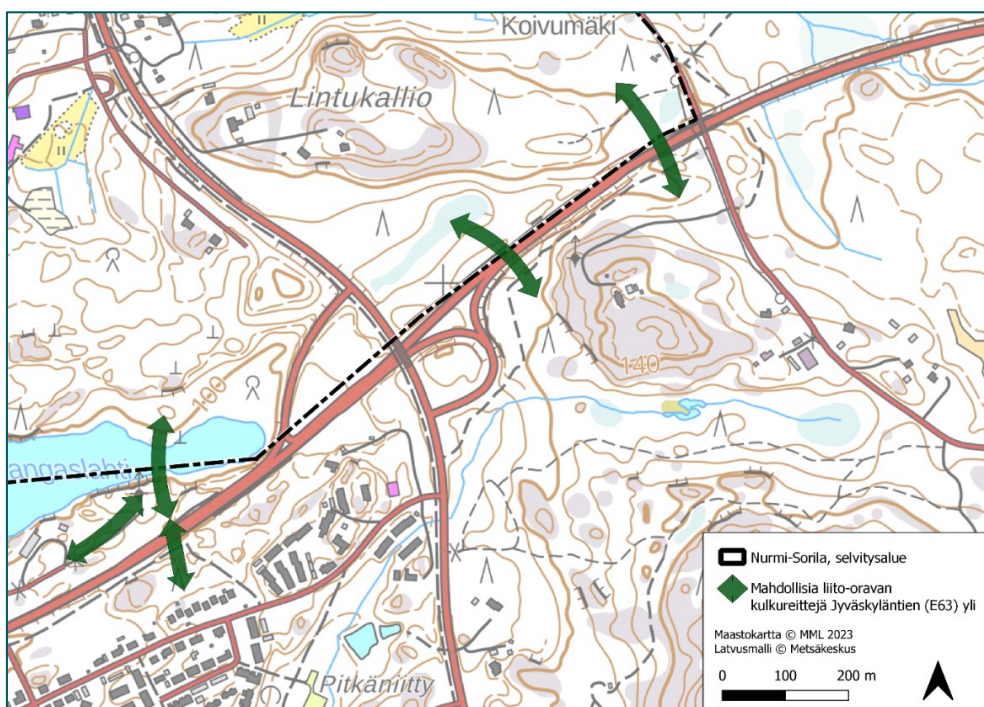 Koivumäki
Lintukallio
100
140
angaslahti
Pitkäniitty
Nurmi-Sorila, selvitysalue
Mahdollisia liito-oravan
kulkureittejä Jyväskyläntien (E63) yli
Maastokartta © MML 2023
Latvusmalli © Metsäkeskus
0 100 200 m